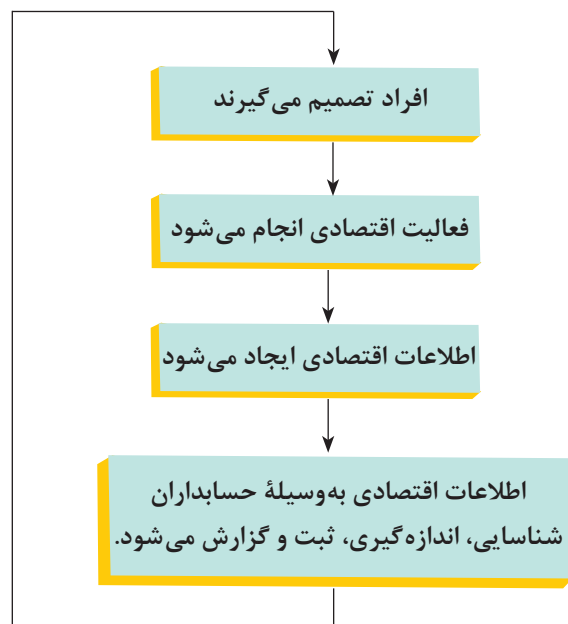 افراد تصمیم می‌گیرند
فعالیت اقتصادی انجام می‌شود
اطلاعات اقتصادی ایجاد می‌شود
اطلاعات اقتصادی به‌وسیلهٔ حسابداران
شناسایی، اندازه‌گیری، ثبت و گزارش می‌شود.